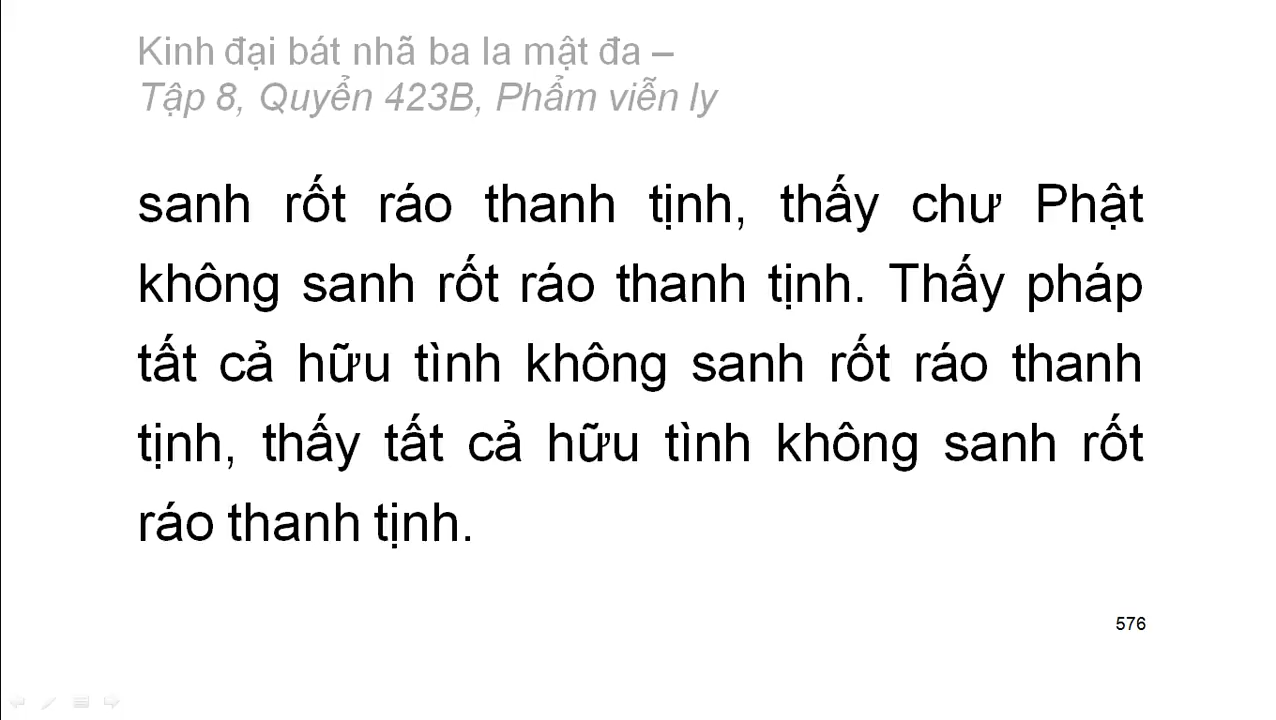 Kinh đại bát nhã ba la mật đa –
Tập 8, Quyển 423B, Phẩm viễn ly
sanh rốt ráo thanh tịnh, thấy chư Phật
không sanh rốt ráo thanh tịnh. Thấy pháp
tất cả hữu tình không sanh rốt ráo thanh
tịnh, thấy tất cả hữu tình không sanh rốt
ráo thanh tịnh.
576